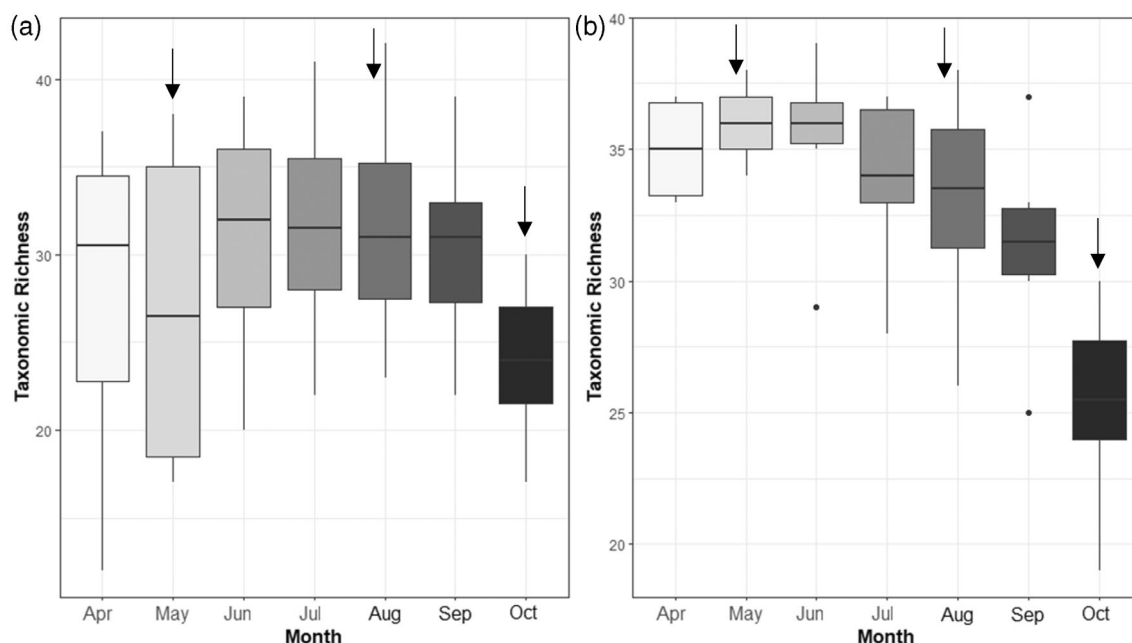 (a)
Taxonomic Richness
40
30
20
Apr May Jun Jul Aug Sep Oct
Month
(b)
Taxonomic Richness
40
35
30
25
20
Apr May Jun Jul Aug Sep Oct
Month